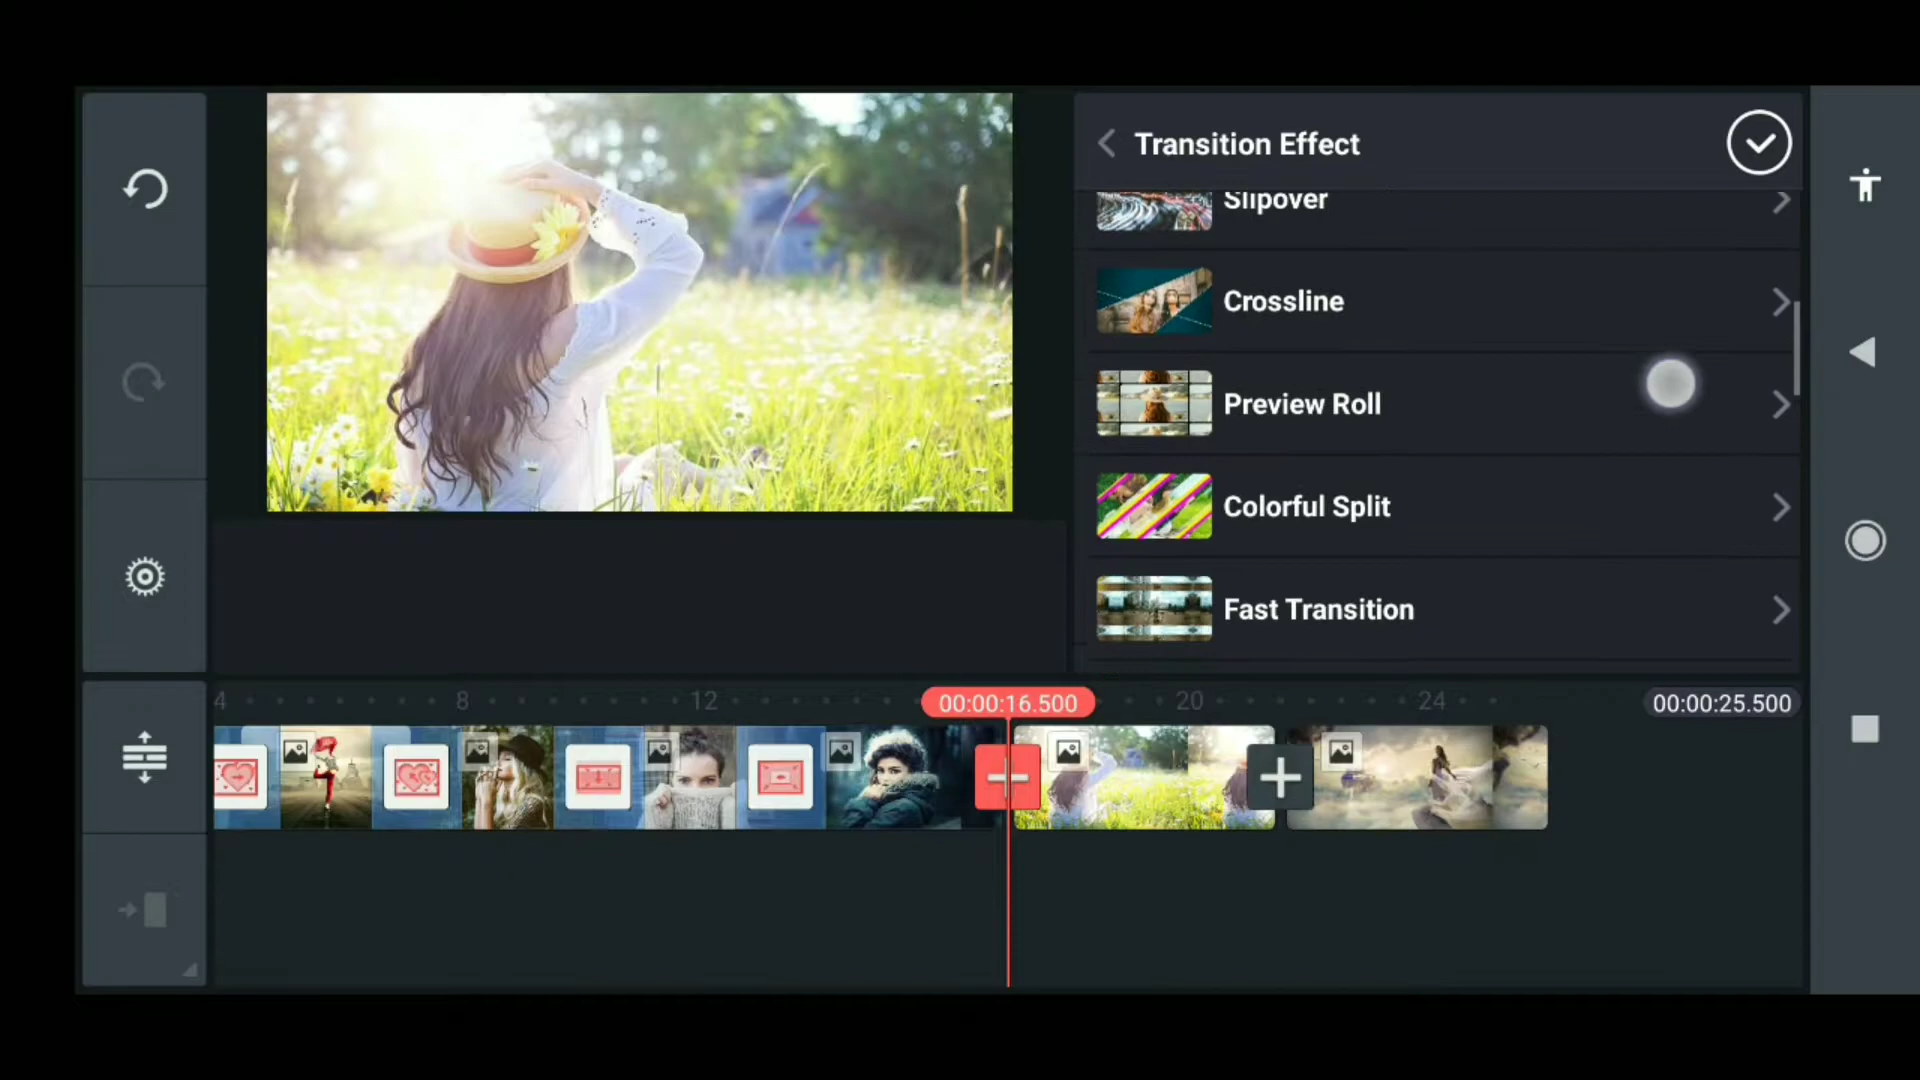 Transition Effect
Slipover
Crossline
Preview Roll
Colorful Split
Fast Transition
4
8
12
00:00:16.500
20
24
00:00:25.500